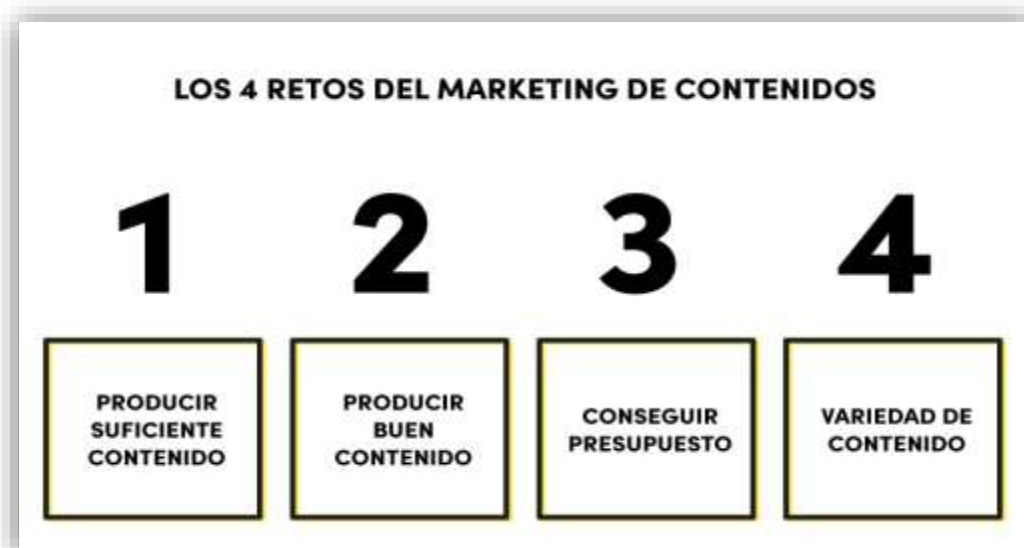 LOS 4 RETOS DEL MARKETING DE CONTENIDOS
1
2
3
4
PRODUCIR
SUFICIENTE
CONTENIDO
PRODUCIR
BUEN
CONTENIDO
CONSEGUIR
PRESUPUESTO
VARIEDAD DE
CONTENIDO